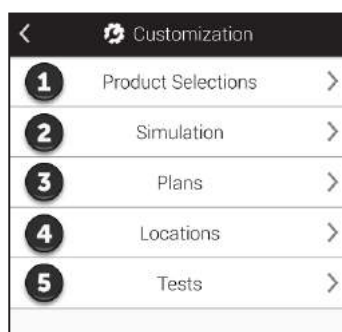 Customization
1 Product Selections
2 Simulation
3 Plans
4 Locations
5 Tests